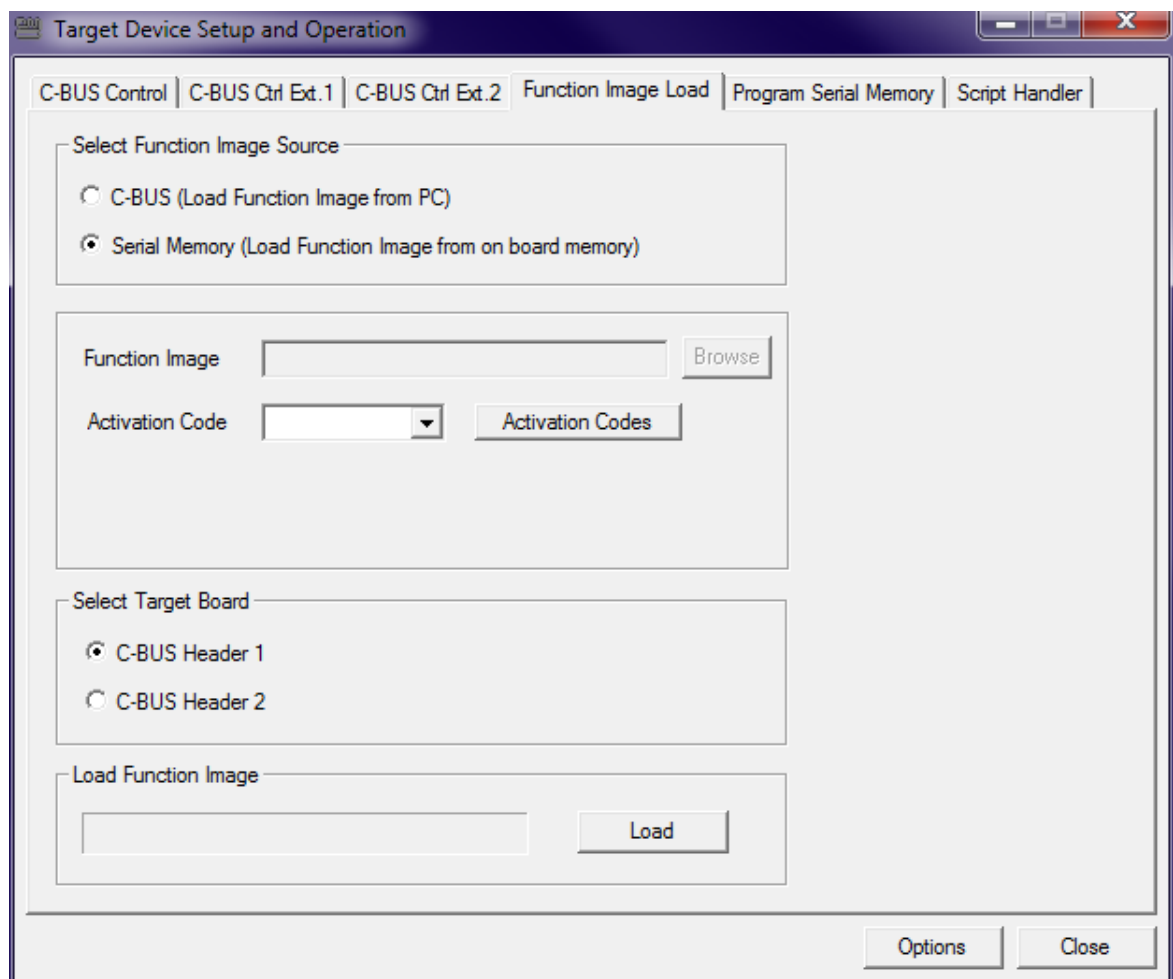 Target Device Setup and Operation
C-BUS Control C-BUS Ctrl Ext.1 C-BUS Ctrl Ext.2 Function Image Load Program Serial Memory Script Handler
Select Function Image Source
C-BUS (Load Function Image from PC)
Serial Memory (Load Function Image from on board memory)
Function Image Browse
Activation Code Activation Codes
Select Target Board
C-BUS Header 1
C-BUS Header 2
Load Function Image
Load
Options Close